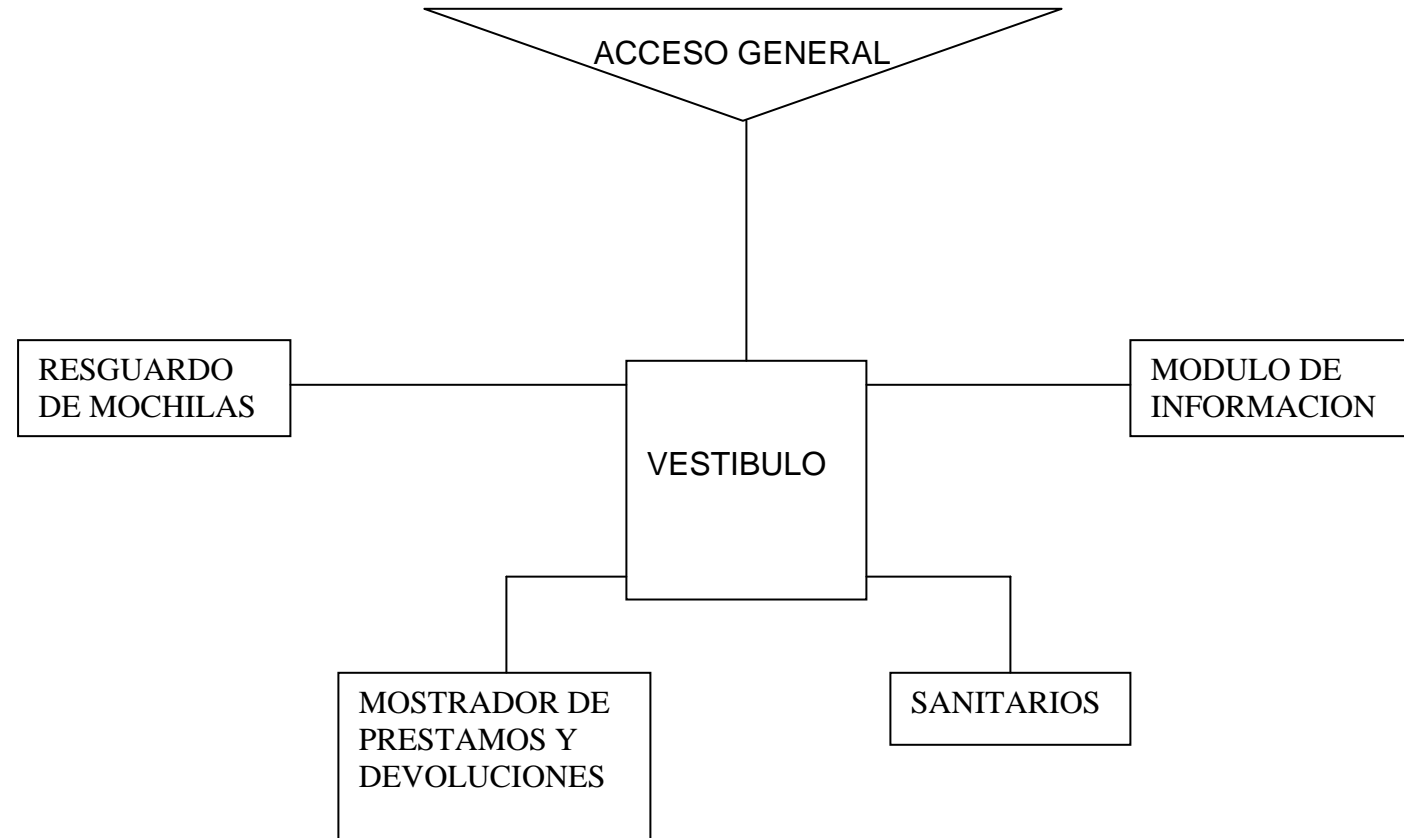 ACCESO GENERAL
RESGUARDO
DE MOCHILAS
MODULO DE
INFORMACION
VESTIBULO
MOSTRADOR DE
PRESTAMOS Y
DEVOLUCIONES
SANITARIOS